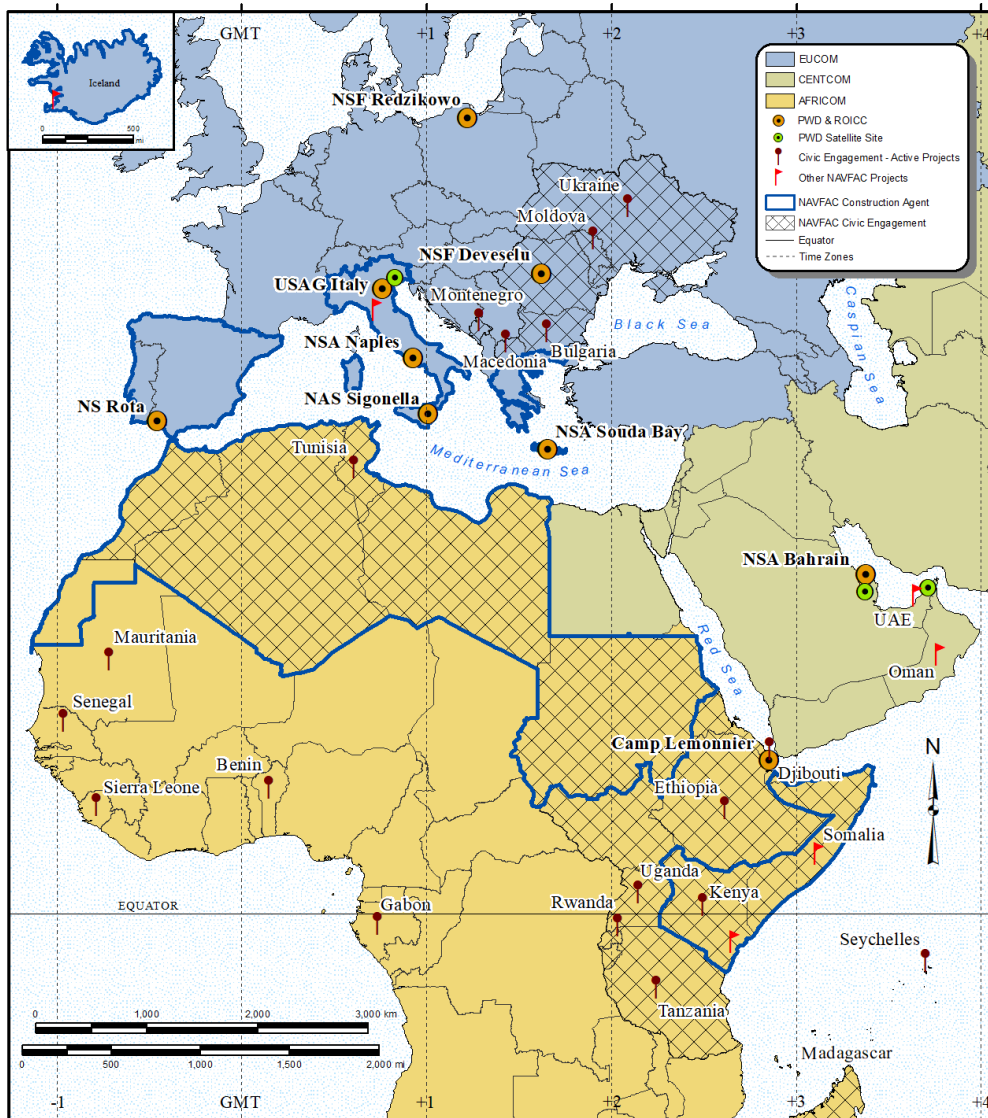 GMT
+1
+2
+3
+4
Iceland
0
500
mi
EUCOM
CENTCOM
AFRICOM
PWD & ROICC
PWD Satellite Site
Civic Engagement - Active Projects
Other NAVFAC Projects
NAVFAC Construction Agent
NAVFAC Civic Engagement
Equator
Time Zones
NSF Redzikowo
Ukraine
Moldova
NSF Deveselu
USAG Italy
Montenegro
Black Sea
Caspian Sea
NSA Naples
Macedonia
Bulgaria
NAS Sigonella
NS Rota
NSA Souda Bay
Tunisia
Mediterranean Sea
NSA Bahrain
UAE
Red Sea
Mauritania
Oman
Senegal
Camp Lemonnier
N
Benin
Djibouti
Sierra Leone
Ethiopia
Somalia
Uganda
Kenya
Rwanda
EQUATOR
Gabon
Seychelles
Tanzania
0
1,000
2,000
3,000 km
0
500
1,000
1,500
2,000 mi
Madagascar
-1
GMT
+1
+2
+3
+4